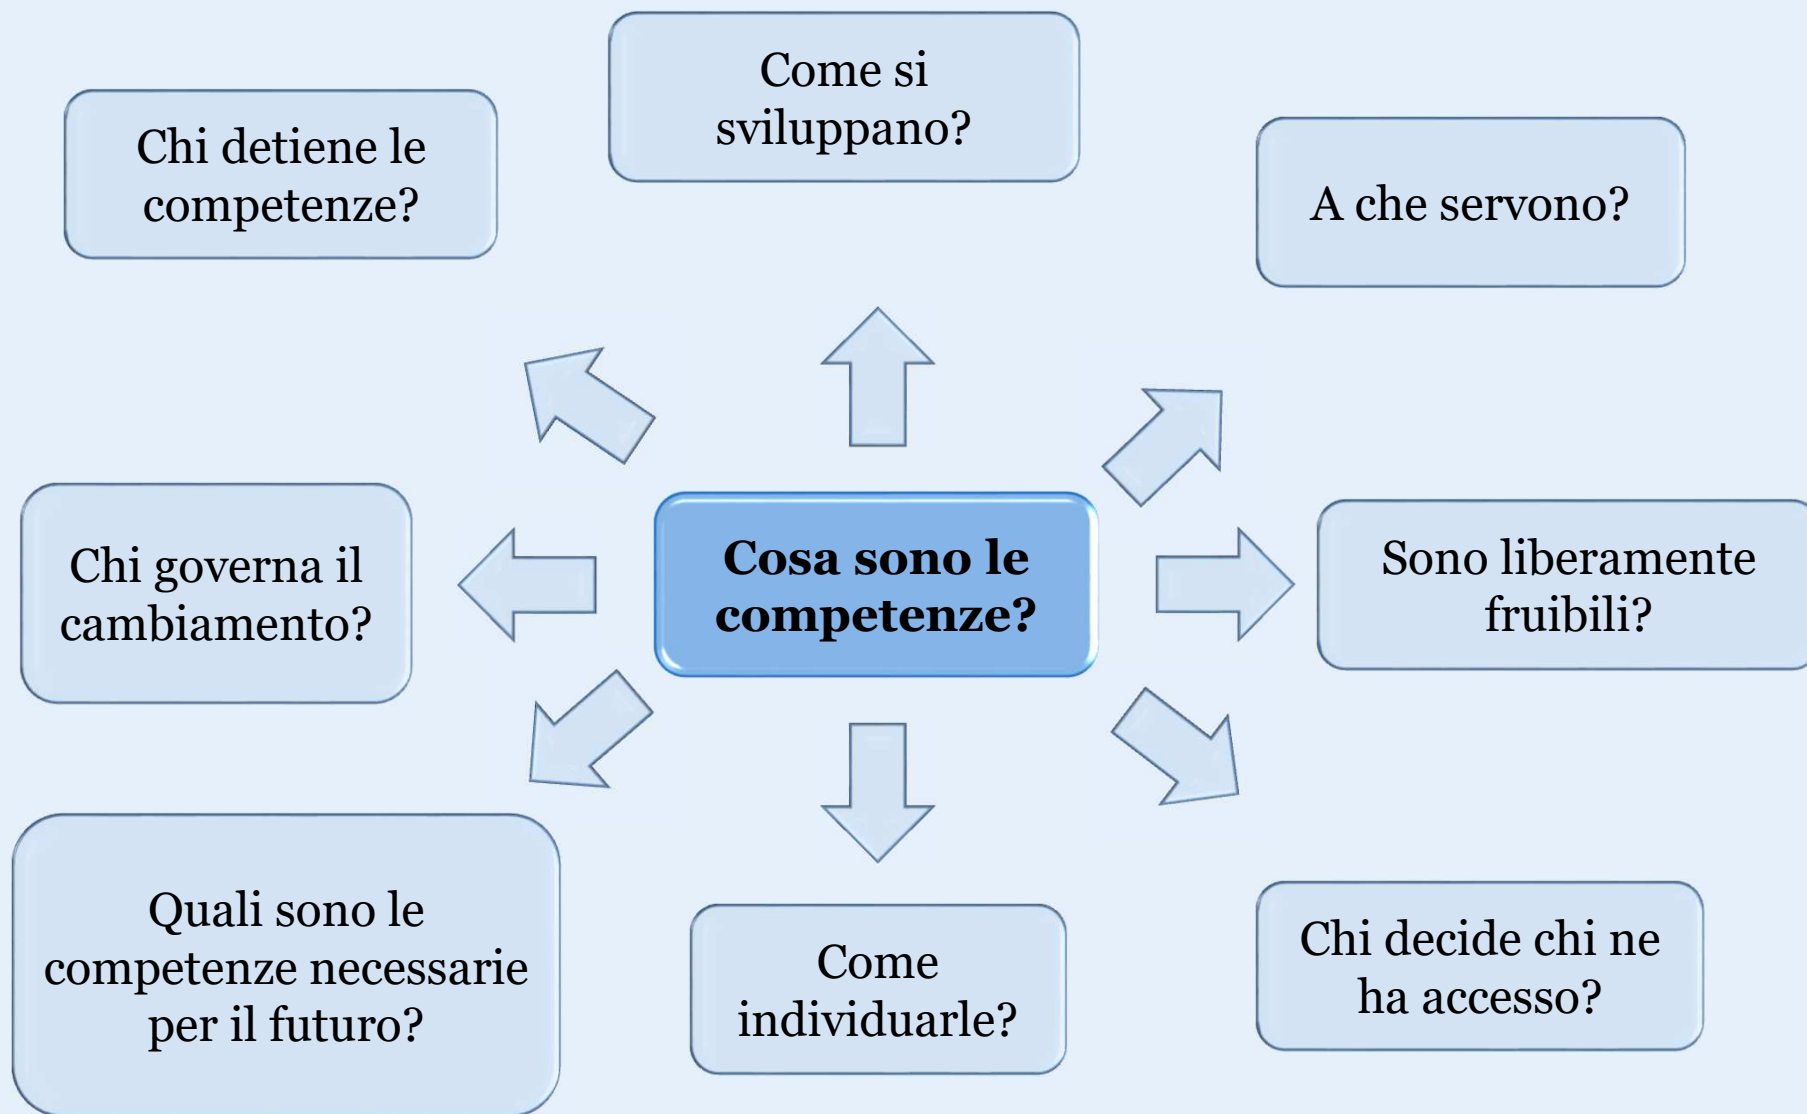 Come si
sviluppano?
Chi detiene le
competenze?
A che servono?
Chi governa il
cambiamento?
Cosa sono le
competenze?
Sono liberamente
fruibili?
Quali sono le
competenze necessarie
per il futuro?
Come
individuarle?
Chi decide chi ne
ha accesso?